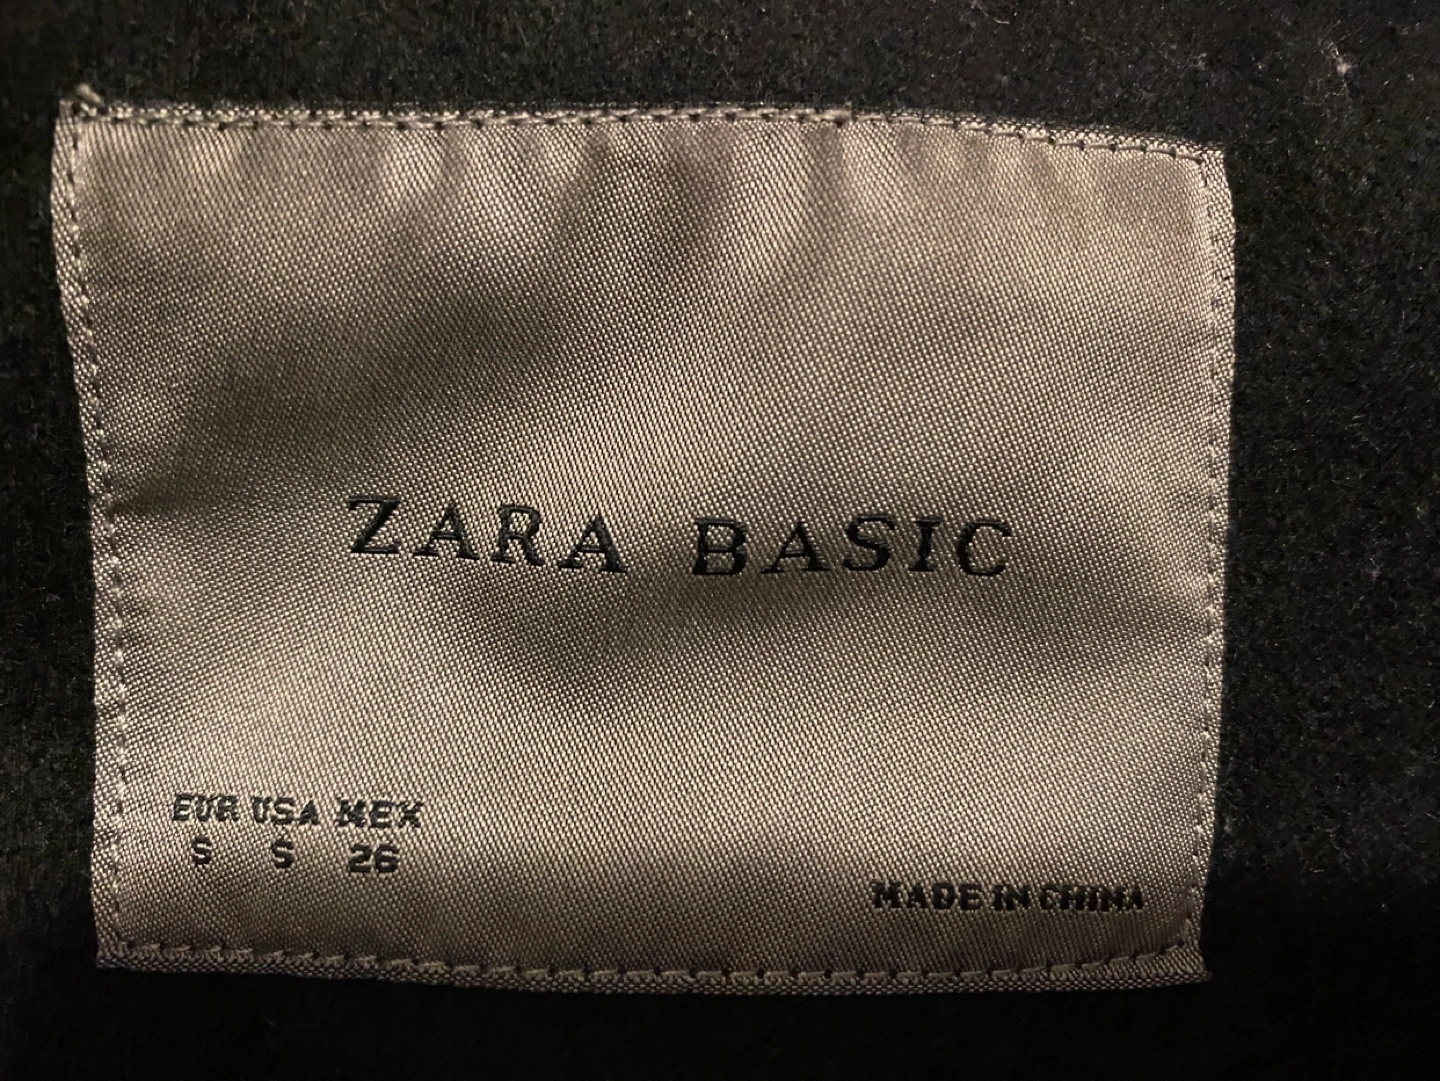 ZARA BASIC
EUR USA MEX
S S 26
MADE IN CHINA